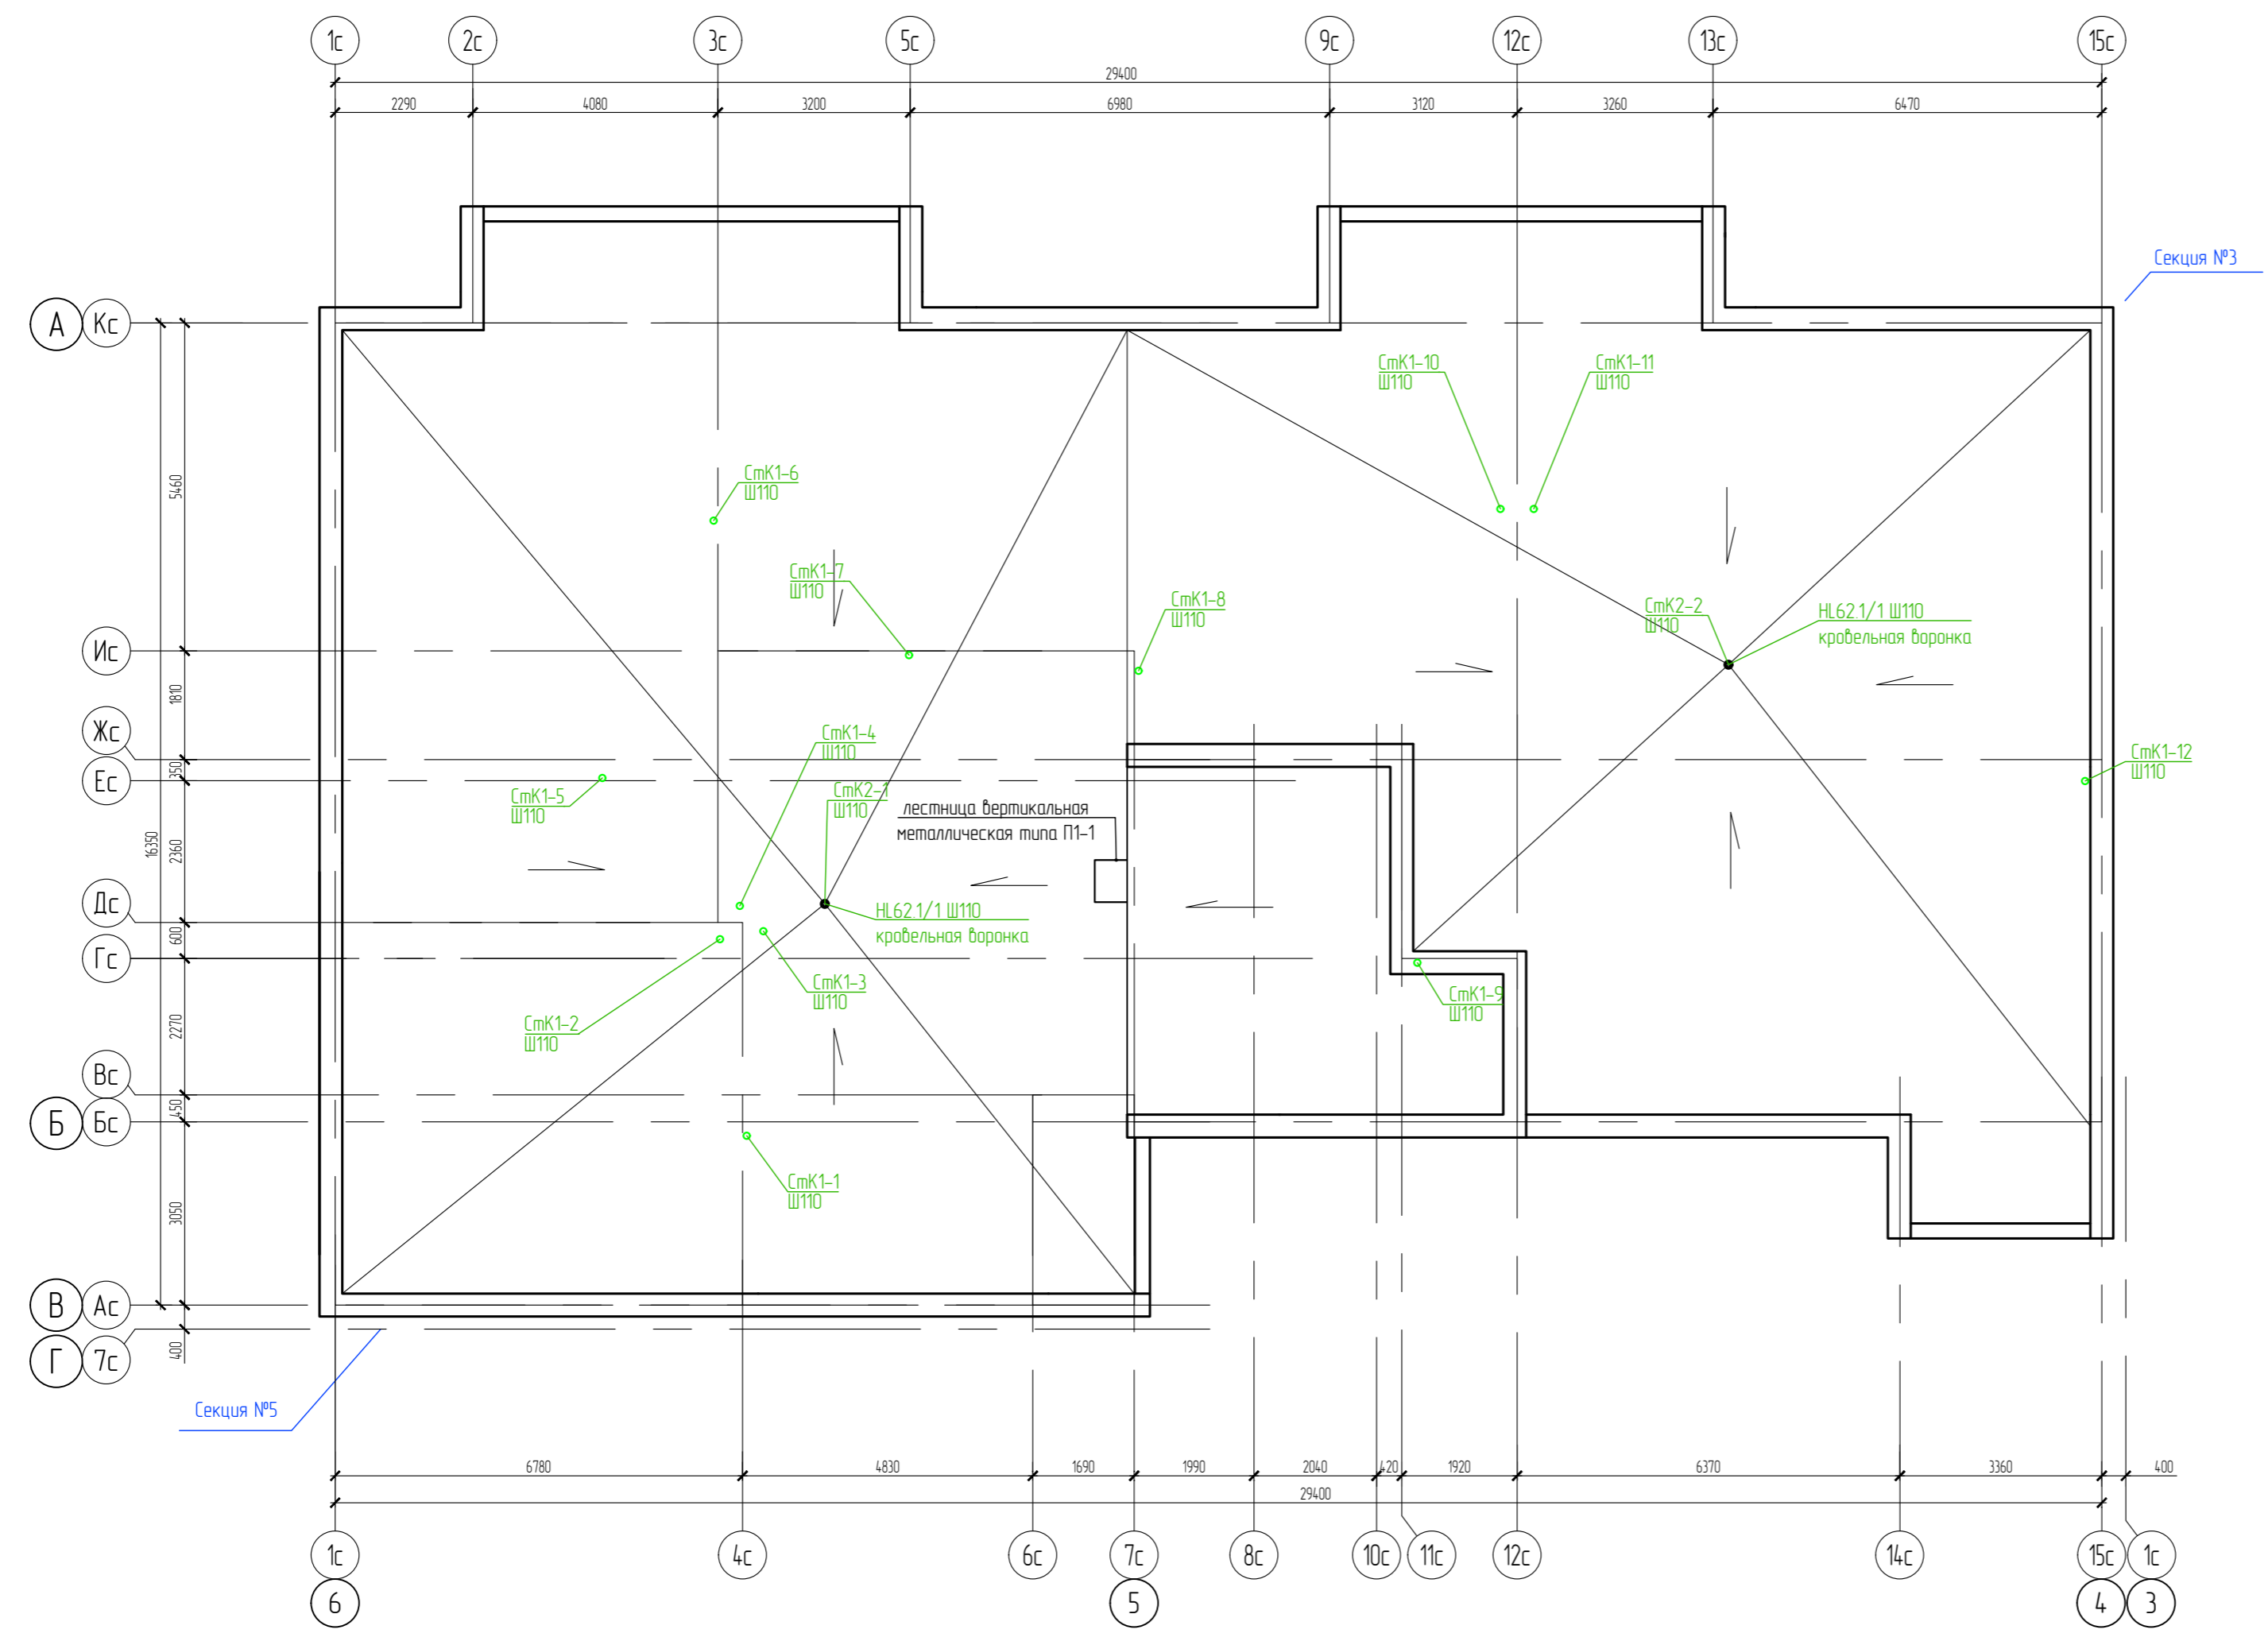 1с 2с 3с 5с 9с 12с 13с 15с
29400
2290 4080 3200 6980 3120 3260 6470
Секция №3
А Кс
СтК1-10
Ш110
СтК1-11
Ш110
СтК1-6
Ш110
5460
СтК1-7
Ш110
СтК1-8
Ш110
СтК2-2
Ш110
HL62.1/1 Ш110
кровельная воронка
Ис
1810
Жс
СтК1-4
Ш110
СтК1-12
Ш110
350
Ес
СтК1-5
Ш110
СтК2-1
Ш110
лестница вертикальная
металлическая типа П1-1
16350
2360
Дс
HL62.1/1 Ш110
кровельная воронка
600
Гс
СтК1-3
Ш110
СтК1-9
Ш110
СтК1-2
Ш110
2270
Вс
450
Б Бс
СтК1-1
Ш110
3050
В Ас
400
Г 7с
Секция №5
6780 4830 1690 1990 2040 420 1920 6370 3360 400
29400
1с 4с 6с 7с 8с 10с 11с 12с 14с 15с 1с
6 5 4 3